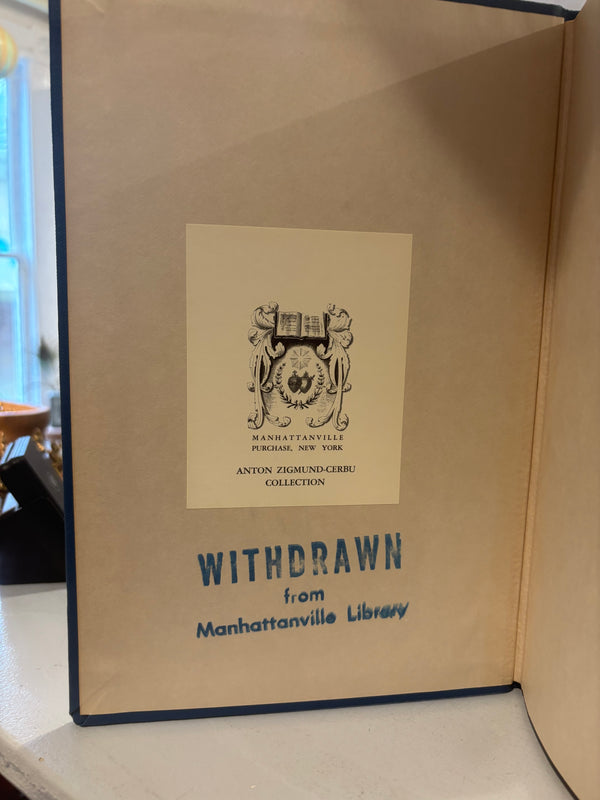 MANHATTANVILLE
PURCHASE, NEW YORK
ANTON ZIGMUND-CERBU
COLLECTION
WITHDRAWN
from
Manhattanville Library